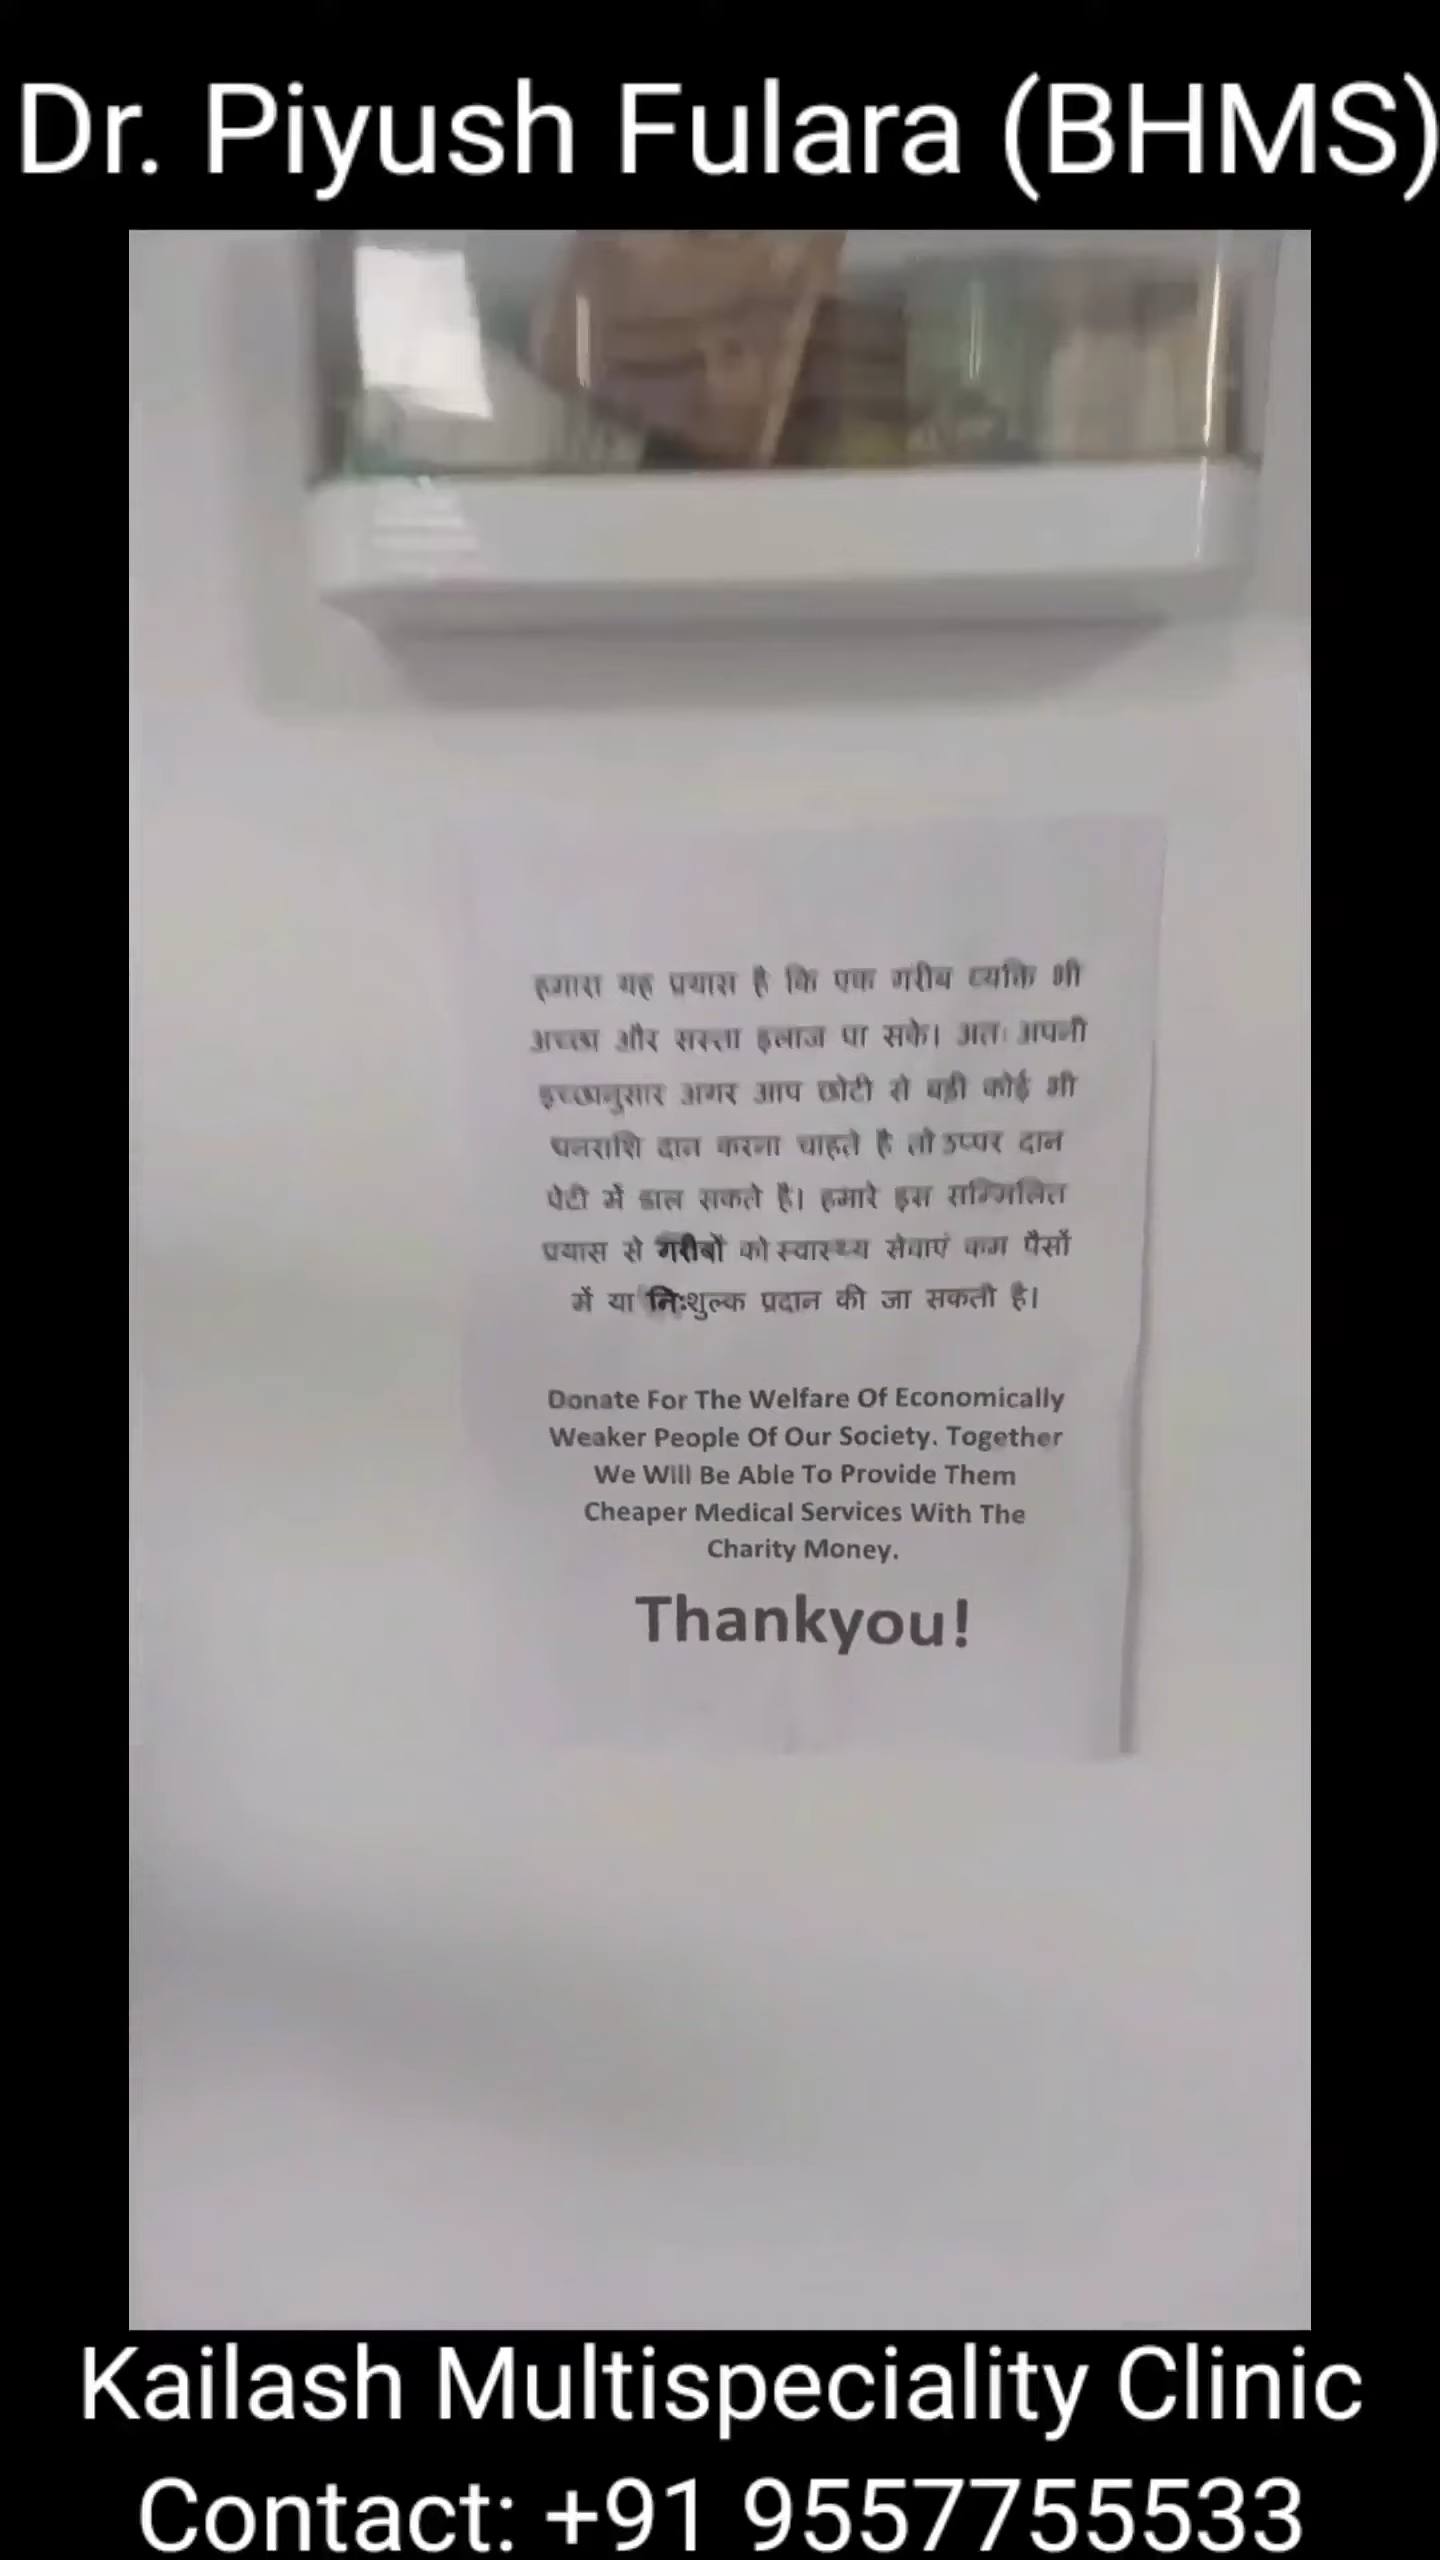 Dr. Piyush Fulara (BHMS)
हमारा यह प्रयास है कि एक गरीब व्यक्ति भी
अच्छा और सस्ता इलाज पा सके। अतः अपनी
इच्छानुसार अगर आप छोटी से बड़ी कोई भी
धनराशि दान करना चाहते है तो उप्पर दान
पेटी में डाल सकते है। हमारे इस सम्मिलित
प्रयास से गरीबों को स्वास्थ्य सेवाएं कम पैसों
में या निःशुल्क प्रदान की जा सकती है।
Donate For The Welfare Of Economically
Weaker People Of Our Society. Together
We Will Be Able To Provide Them
Cheaper Medical Services With The
Charity Money.
Thankyou!
Kailash Multispeciality Clinic
Contact: +91 9557755533